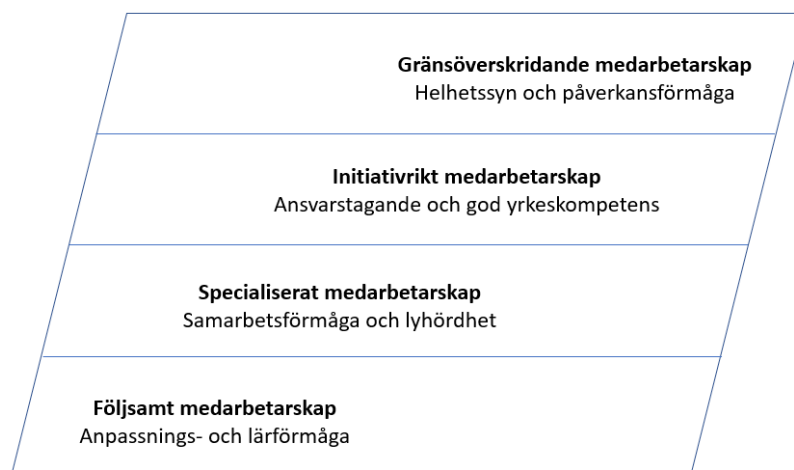 Gränsöverskridande medarbetarskap
Helhetssyn och påverkansförmåga
Initiativrikt medarbetarskap
Ansvarstagande och god yrkeskompetens
Specialiserat medarbetarskap
Samarbetsförmåga och lyhördhet
Följsamt medarbetarskap
Anpassnings- och lärförmåga